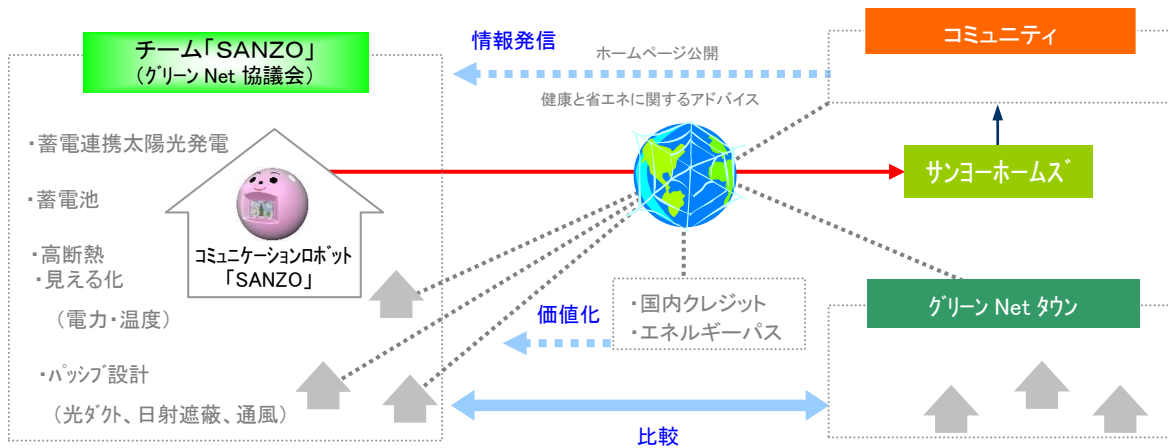 チーム「SANZO」
(グリーン Net 協議会)
・蓄電連携太陽光発電
・蓄電池
・高断熱
・見える化
(電力・温度)
・パッシブ設計
(光ダクト、日射遮蔽、通風)
コミュニケーションロボット
「SANZO」
情報発信
ホームページ公開
健康と省エネに関するアドバイス
価値化
・国内クレジット
・エネルギーパス
比較
コミュニティ
サンヨーホームズ
グリーン Net タウン